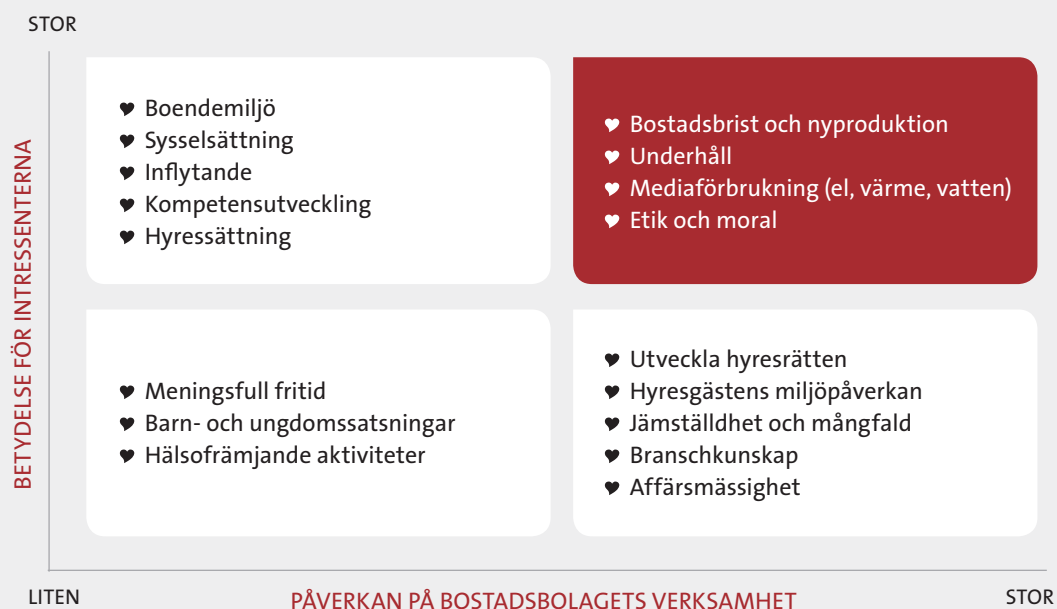 STOR
BETYDELSE FÖR INTRESSENTERNA
Boendemiljö
Sysselsättning
Inflytande
Kompetensutveckling
Hyressättning
Bostadsbrist och nyproduktion
Underhåll
Mediaförbrukning (el, värme, vatten)
Etik och moral
Meningsfull fritid
Barn- och ungdomssatsningar
Hälsofrämjande aktiviteter
Utveckla hyresrätten
Hyresgästens miljöpåverkan
Jämställdhet och mångfald
Branschkunskap
Affärsmässighet
LITEN
PÅVERKAN PÅ BOSTADSBOLAGETS VERKSAMHET
STOR